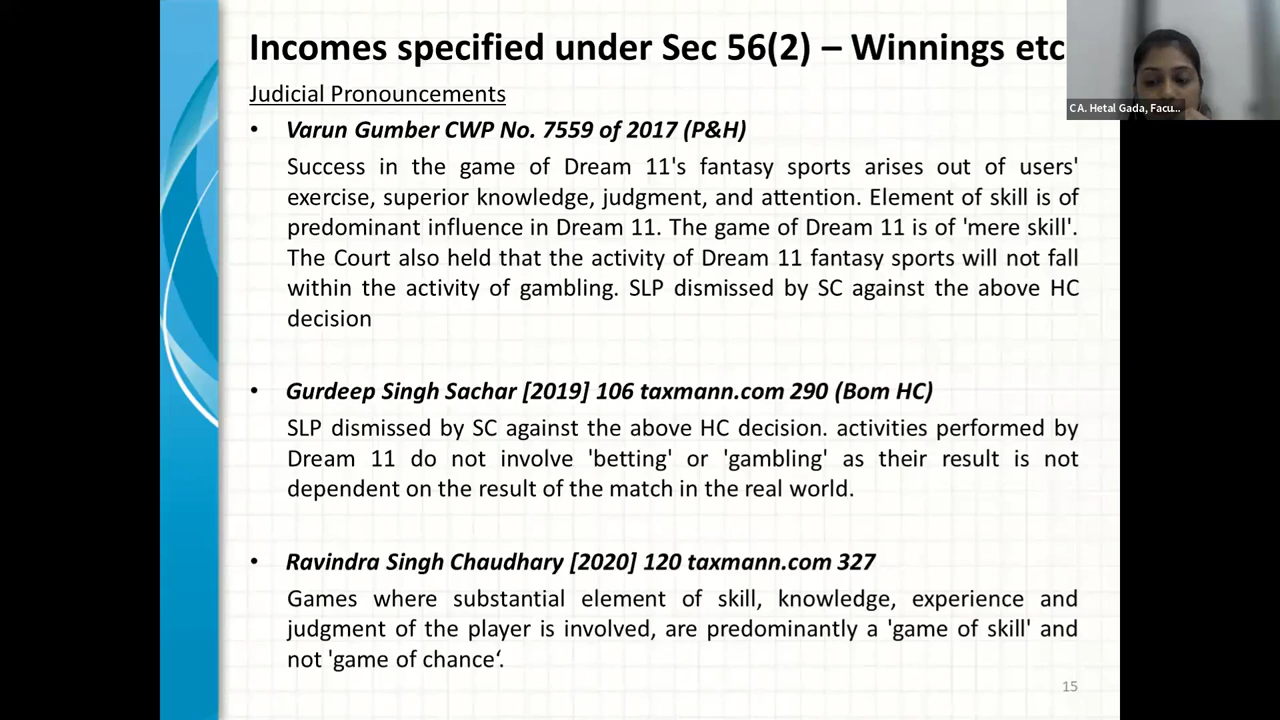 Incomes specified under Sec 56(2) – Winnings etc
CA. Hetal Gada, Facu...
Judicial Pronouncements
• Varun Gumber CWP No. 7559 of 2017 (P&H)
Success in the game of Dream 11's fantasy sports arises out of users'
exercise, superior knowledge, judgment, and attention. Element of skill is of
predominant influence in Dream 11. The game of Dream 11 is of 'mere skill'.
The Court also held that the activity of Dream 11 fantasy sports will not fall
within the activity of gambling. SLP dismissed by SC against the above HC
decision
• Gurdeep Singh Sachar [2019] 106 taxmann.com 290 (Bom HC)
SLP dismissed by SC against the above HC decision. activities performed by
Dream 11 do not involve 'betting' or 'gambling' as their result is not
dependent on the result of the match in the real world.
• Ravindra Singh Chaudhary [2020] 120 taxmann.com 327
Games where substantial element of skill, knowledge, experience and
judgment of the player is involved, are predominantly a 'game of skill' and
not 'game of chance‘.
15